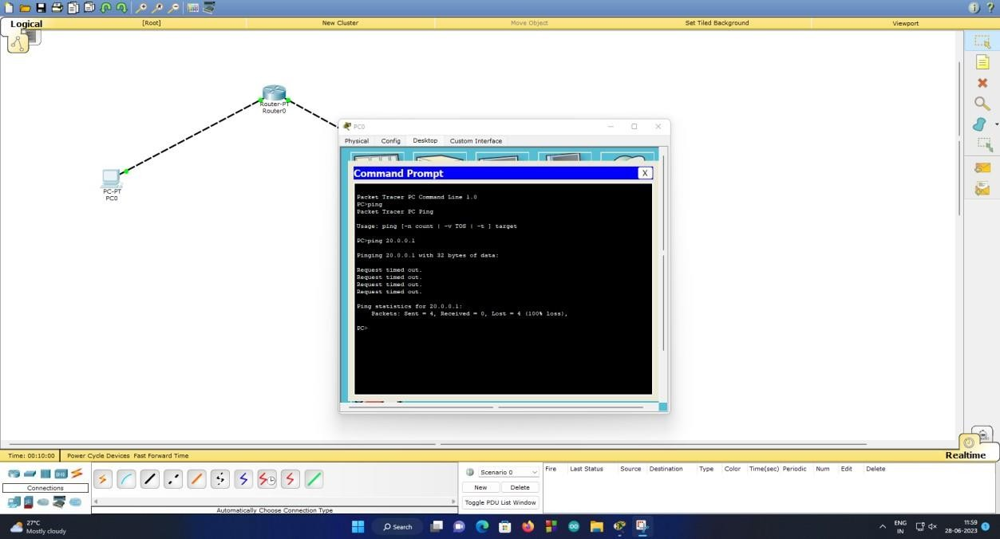 Logical
[Root]
New Cluster
Move Object
Set Tiled Background
Viewport
Router-PT
Router0
PC-PT
PC0
PC0
Physical
Config
Desktop
Custom Interface
Command Prompt
X
Packet Tracer PC Command Line 1.0
PC>ping
Packet Tracer PC Ping
Usage: ping [-n count | -v TOS | -t ] target
PC>ping 20.0.0.1
Pinging 20.0.0.1 with 32 bytes of data:
Request timed out.
Request timed out.
Request timed out.
Request timed out.
Ping statistics for 20.0.0.1:
Packets: Sent = 4, Received = 0, Lost = 4 (100% loss),
PC>
Time: 00:10:00
Power Cycle Devices Fast Forward Time
Realtime
Connections
Automatically Choose Connection Type
Scenario 0
New
Delete
Toggle PDU List Window
Fire
Last Status
Source
Destination
Type
Color
Time(sec)
Periodic
Num
Edit
Delete
27°C
Mostly cloudy
Search
ENG
IN
11:59
28-06-2023
1